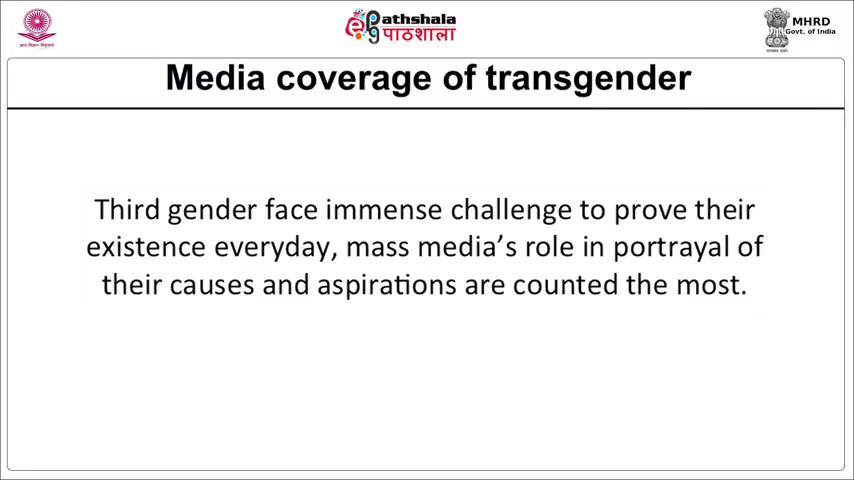 ePathshala
पाठशाला
MHRD
Govt. of India
Media coverage of transgender
Third gender face immense challenge to prove their
existence everyday, mass media's role in portrayal of
their causes and aspirations are counted the most.